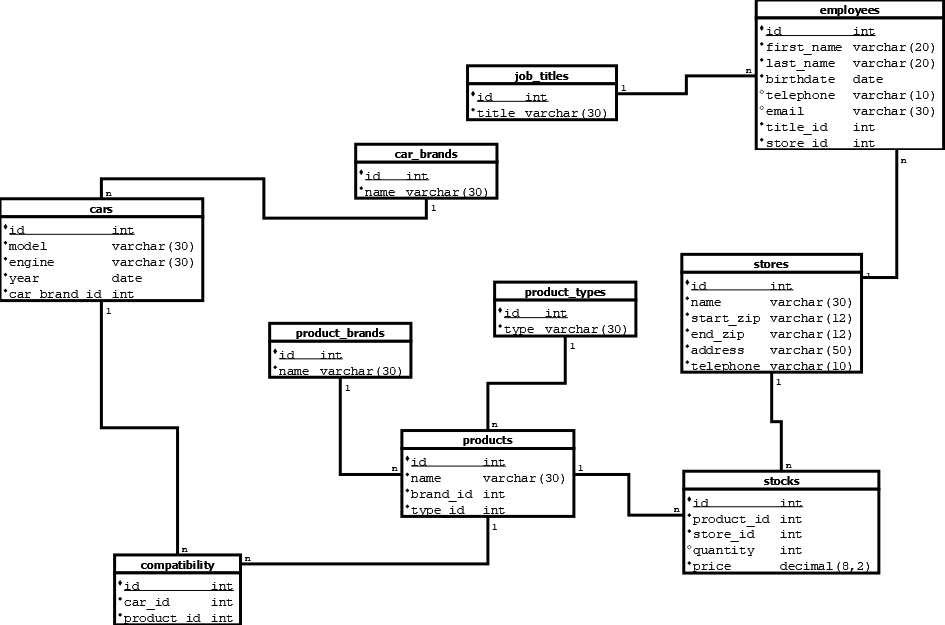 employees
id int
first_name varchar(20)
last_name varchar(20)
birthdate date
telephone varchar(10)
email varchar(30)
title_id int
store_id int
n
n
job_titles
id int
title varchar(30)
1
car_brands
id int
name varchar(30)
1
n
cars
id int
model varchar(30)
engine varchar(30)
year date
car_brand_id int
1
stores
id int
name varchar(30)
start_zip varchar(12)
end_zip varchar(12)
address varchar(50)
telephone varchar(10)
1
1
product_types
id int
type varchar(30)
1
product_brands
id int
name varchar(30)
1
n
n
products
id int
name varchar(30)
brand_id int
type_id int
1
1
n
n
stocks
id int
product_id int
store_id int
quantity int
price decimal(8,2)
n
n
compatibility
id int
car_id int
product_id int